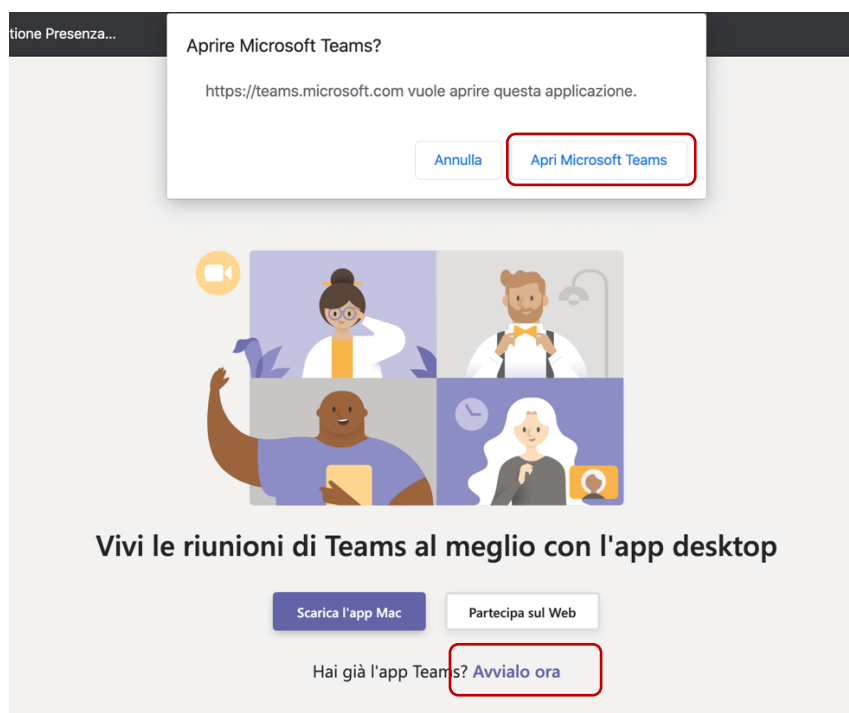 tione Presenza...
Aprire Microsoft Teams?
https://teams.microsoft.com vuole aprire questa applicazione.
Annulla
Apri Microsoft Teams
Vivi le riunioni di Teams al meglio con l'app desktop
Scarica l'app Mac
Partecipa sul Web
Hai già l'app Teams? Avvialo ora